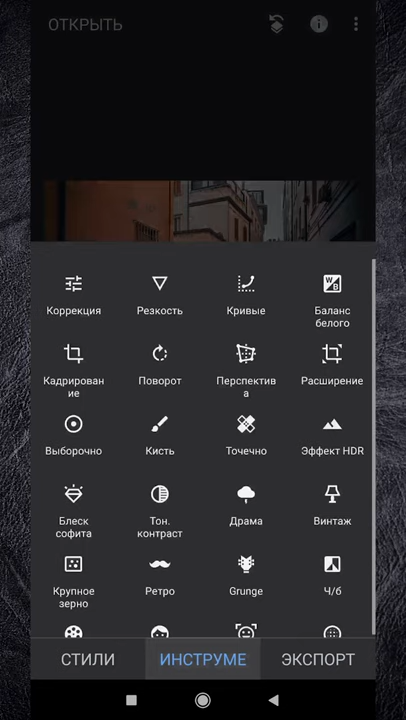 ОТКРЫТЬ
Коррекция
Резкость
Кривые
Баланс
белого
Кадрирован
ие
Поворот
Перспектив
а
Расширение
Выборочно
Кисть
Точечно
Эффект HDR
Блеск
софита
Тон.
контраст
Драма
Винтаж
Крупное
зерно
Ретро
Grunge
Ч/б
СТИЛИ
ИНСТРУМЕ
ЭКСПОРТ